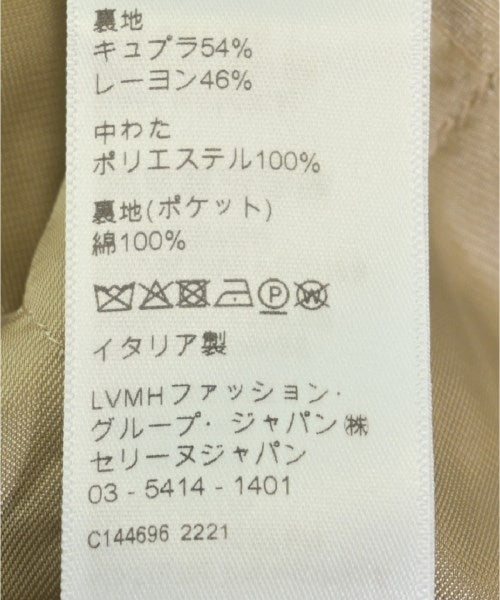 裏地
キュプラ54%
レーヨン46%
中わた
ポリエステル100%
裏地(ポケット)
綿100%
P W
イタリア製
LVMHファッション・
グループ・ジャパン㈱
セリーヌジャパン
03 - 5414 - 1401
C144696 2221